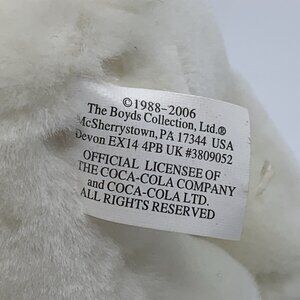 ©1988-2006
The Boyds Collection, Ltd.®
McSherrystown, PA 17344 USA
Devon EX14 4PB UK #3809052
OFFICIAL LICENSEE OF
THE COCA-COLA COMPANY
and COCA-COLA LTD.
ALL RIGHTS RESERVED